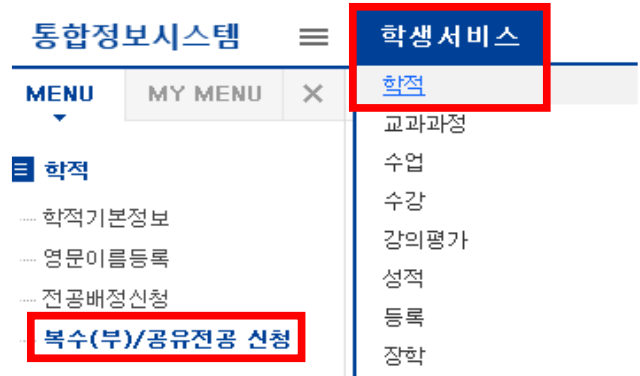 통합정보시스템
MENU
MY MENU
학적
학적기본정보
영문이름등록
전공배정신청
복수(부)/공유전공 신청
학생서비스
학적
교과과정
수업
수강
강의평가
성적
등록
장학